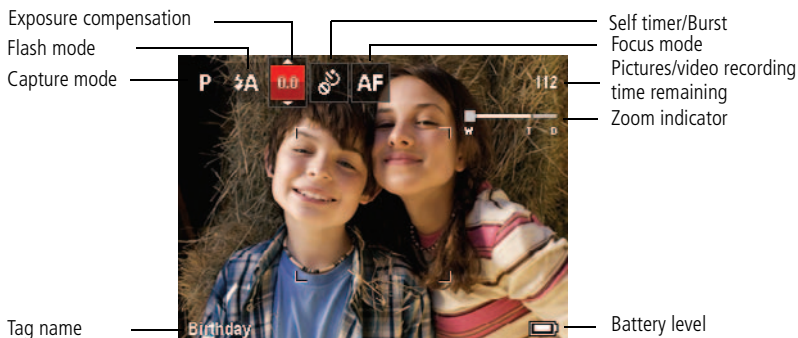 Exposure compensation
Flash mode
Capture mode
Self timer/Burst
Focus mode
Pictures/video recording
time remaining
Zoom indicator
P $A 0.0 AF
112
W T D
Birthday
Tag name
Battery level